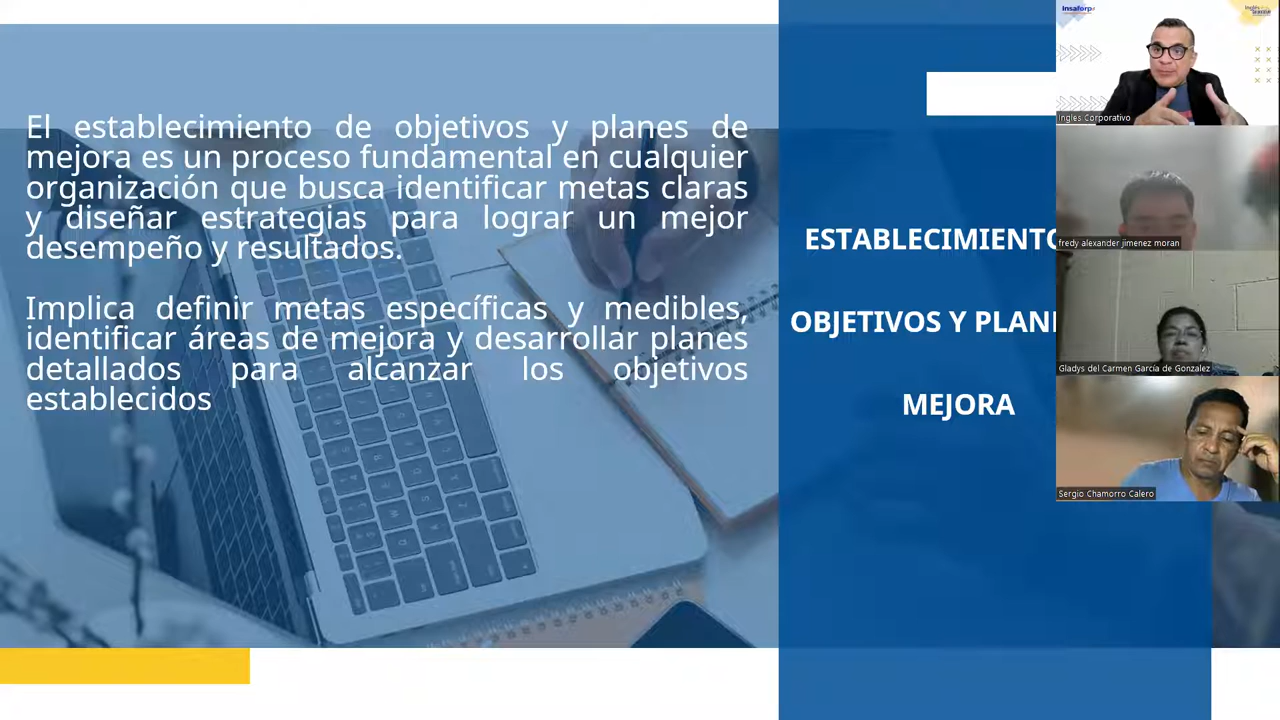 El establecimiento de objetivos y planes de
mejora es un proceso fundamental en cualquier
organización que busca identificar metas claras
y diseñar estrategias para lograr un mejor
desempeño y resultados.
Implica definir metas específicas y medibles,
identificar áreas de mejora y desarrollar planes
detallados para alcanzar los objetivos
establecidos
ESTABLECIMIENTO
OBJETIVOS Y PLAN
MEJORA
insaforp
Ingles Corporativo
fredy alexander jimenez moran
Gladys del Carmen García de Gonzalez
Sergio Chamorro Calero